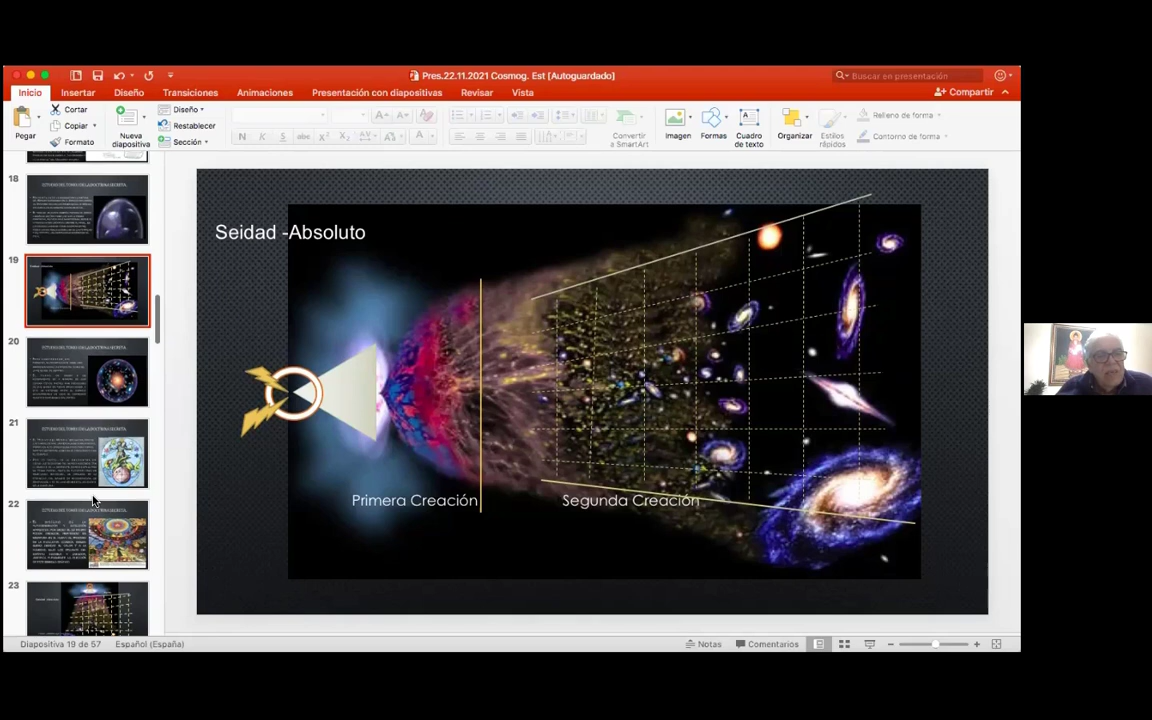 Pres.22.11.2021 Cosmog. Est [Autoguardado]
Buscar en presentación
Inicio Insertar Diseño Transiciones Animaciones Presentación con diapositivas Revisar Vista
Compartir
Pegar
Cortar
Copiar
Formato
Nueva
diapositiva
Diseño
Restablecer
Sección
Convertir
a SmartArt
Imagen
Formas
Cuadro
de texto
Organizar
Estilos
rápidos
Relleno de forma
Contorno de forma
18
19
20
21
22
23
Seidad -Absoluto
Primera Creación
Segunda Creación
Diapositiva 19 de 57 Español (España)
Notas Comentarios